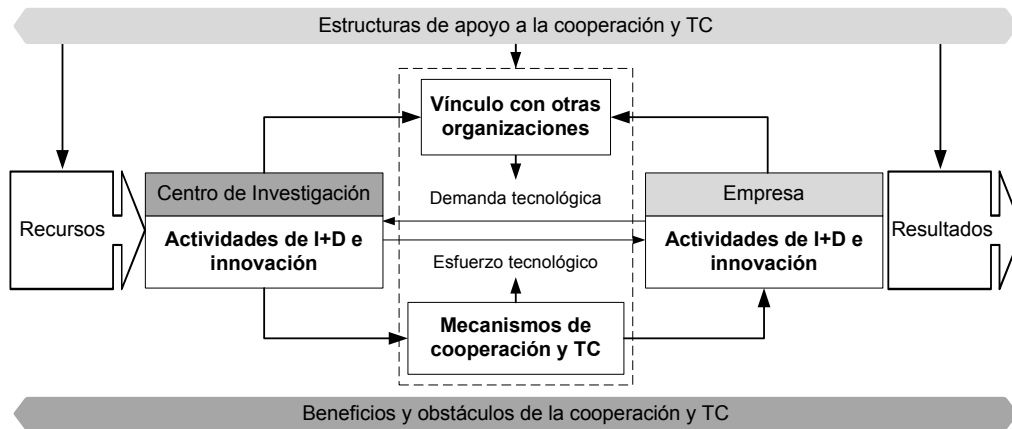 Estructuras de apoyo a la cooperación y TC
Vínculo con otras
organizaciones
Centro de Investigación
Demanda tecnológica
Empresa
Recursos
Actividades de I+D e
innovación
Actividades de I+D e
innovación
Resultados
Esfuerzo tecnológico
Mecanismos de
cooperación y TC
Beneficios y obstáculos de la cooperación y TC